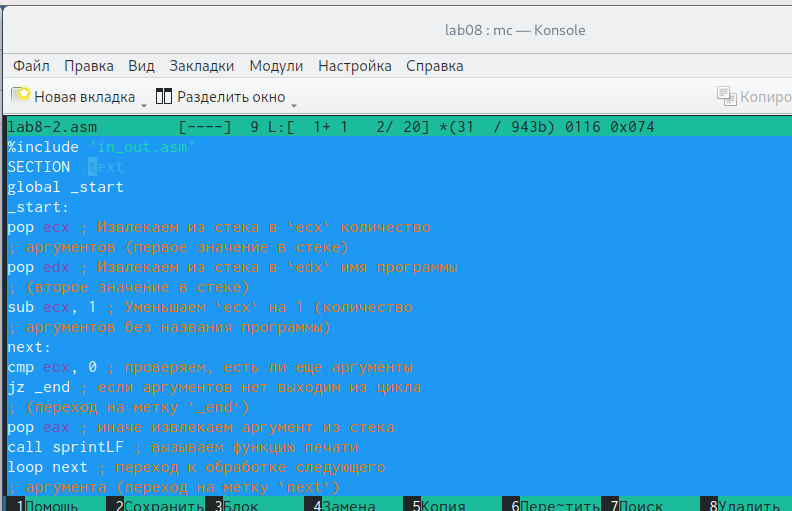 lab08 : mc — Konsole
Файл Правка Вид Закладки Модули Настройка Справка
Новая вкладка Разделить окно Копиро
lab8-2.asm [----] 9 L:[ 1+ 1 2/ 20] *(31 / 943b) 0116 0x074
%include 'in_out.asm'
SECTION .text
global _start
_start:
pop ecx ; Извлекаем из стека в `ecx` количество
; аргументов (первое значение в стеке)
pop edx ; Извлекаем из стека в `edx` имя программы
; (второе значение в стеке)
sub ecx, 1 ; Уменьшаем `ecx` на 1 (количество
; аргументов без названия программы)
next:
cmp ecx, 0 ; проверяем, есть ли еще аргументы
jz _end ; если аргументов нет выходим из цикла
; (переход на метку `_end`)
pop eax ; иначе извлекаем аргумент из стека
call sprintLF ; вызываем функцию печати
loop next ; переход к обработке следующего
; аргумента (переход на метку `next`)
1Помощь 2Сохранить 3Блок 4Замена 5Копия 6Пере~тить 7Поиск 8Удалить